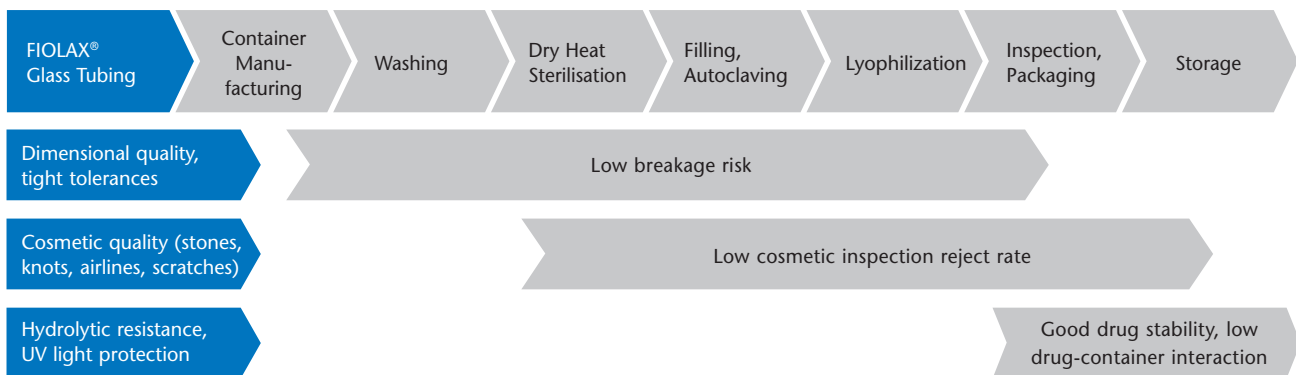 FIOLAX®
Glass Tubing
Container
Manu-
facturing
Washing
Dry Heat
Sterilisation
Filling,
Autoclaving
Lyophilization
Inspection,
Packaging
Storage
Dimensional quality,
tight tolerances
Low breakage risk
Cosmetic quality (stones,
knots, airlines, scratches)
Low cosmetic inspection reject rate
Hydrolytic resistance,
UV light protection
Good drug stability, low
drug-container interaction